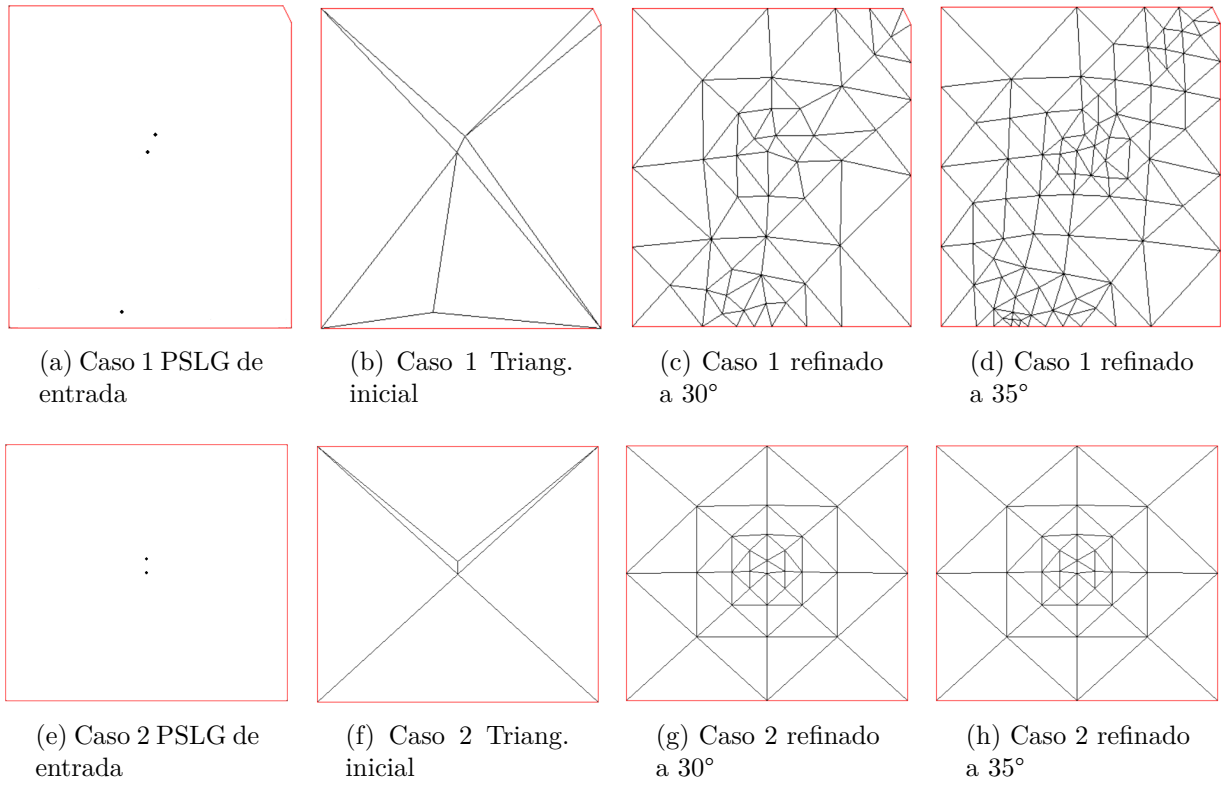 (a) Caso 1 PSLG de
entrada
(b) Caso 1 Triang.
inicial
(c) Caso 1 refinado
a 30°
(d) Caso 1 refinado
a 35°
(e) Caso 2 PSLG de
entrada
(f) Caso 2 Triang.
inicial
(g) Caso 2 refinado
a 30°
(h) Caso 2 refinado
a 35°